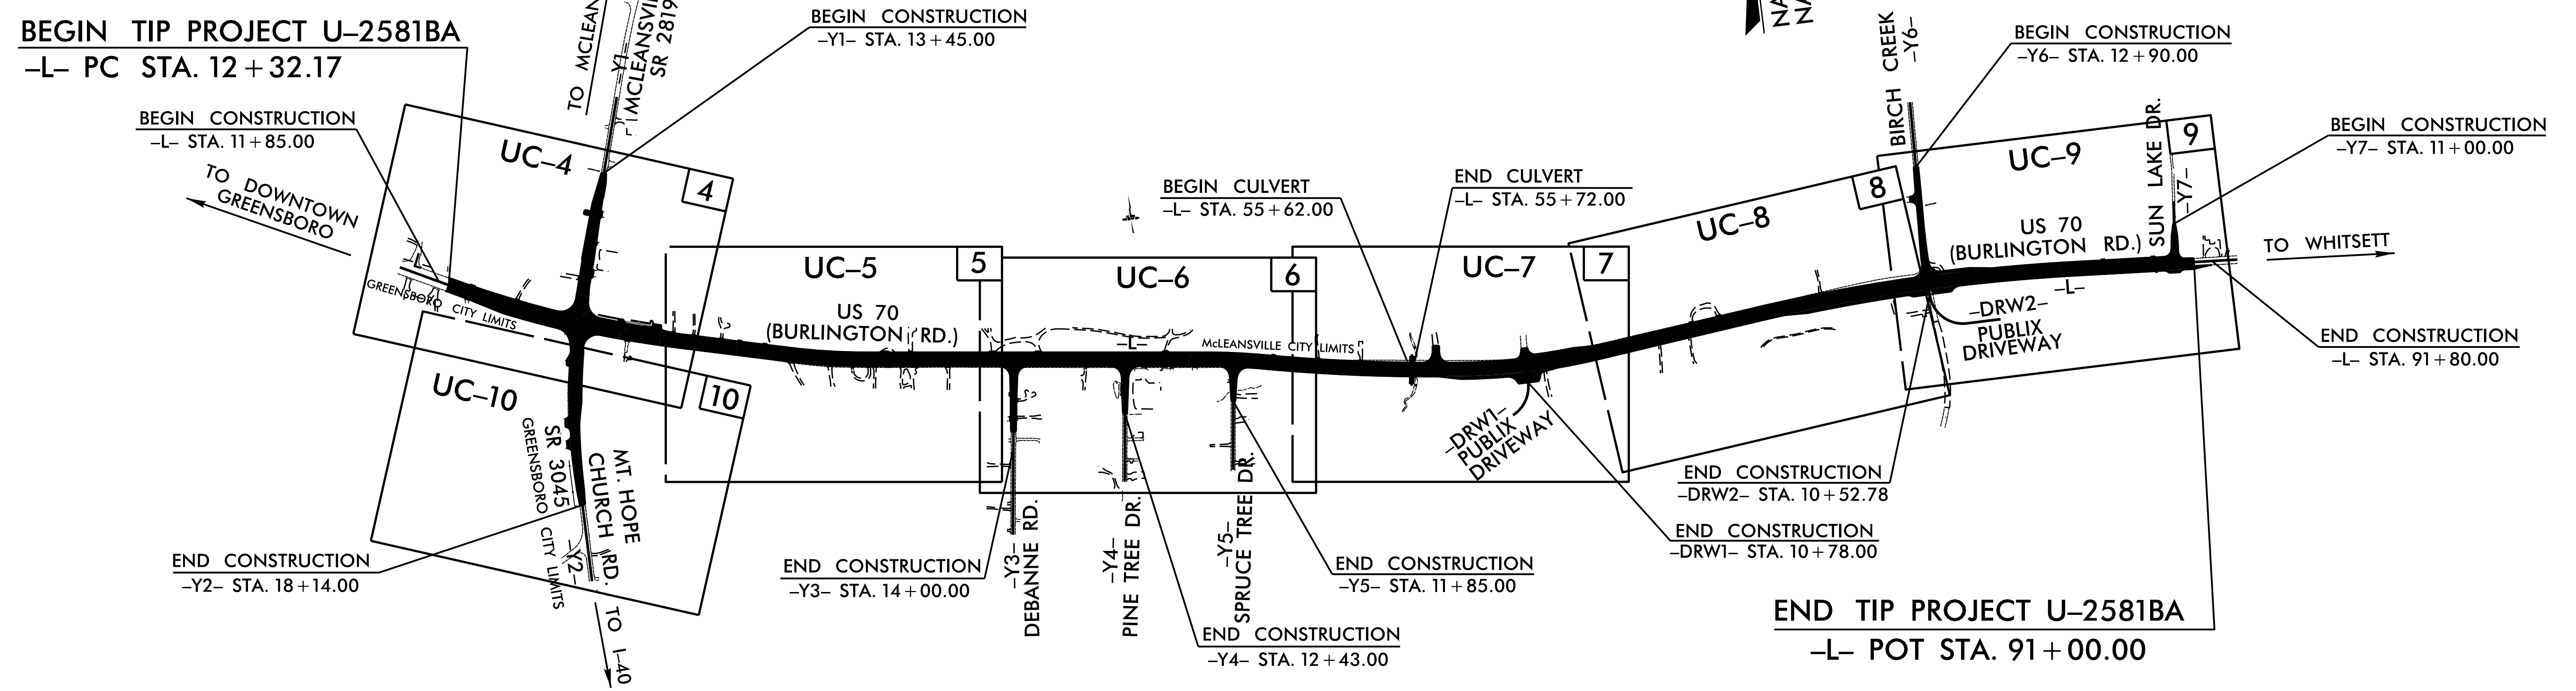 BEGIN TIP PROJECT U–2581BA
–L– PC STA. 12+32.17
BEGIN CONSTRUCTION
–L– STA. 11+85.00
TO DOWNTOWN
GREENSBORO
TO MCLEAN
–Y1–
MCLEANSVI
SR 2819
BEGIN CONSTRUCTION
–Y1– STA. 13+45.00
UC–4
4
–L–
GREENSBORO CITY LIMITS
UC–10
10
SR 3045
GREENSBORO CITY LIMITS
MT. HOPE
CHURCH RD.
–Y2–
TO I–40
END CONSTRUCTION
–Y2– STA. 18+14.00
UC–5
5
US 70
(BURLINGTON RD.)
UC–6
6
–L–
McLEANSVILLE CITY LIMITS
BEGIN CULVERT
–L– STA. 55+62.00
END CULVERT
–L– STA. 55+72.00
UC–7
7
–Y3–
DEBANNE RD.
END CONSTRUCTION
–Y3– STA. 14+00.00
–Y4–
PINE TREE DR.
END CONSTRUCTION
–Y4– STA. 12+43.00
–Y5–
SPRUCE TREE DR.
END CONSTRUCTION
–Y5– STA. 11+85.00
–DRW1–
PUBLIX
DRIVEWAY
END CONSTRUCTION
–DRW1– STA. 10+78.00
UC–8
8
END CONSTRUCTION
–DRW2– STA. 10+52.78
BIRCH CREEK
–Y6–
BEGIN CONSTRUCTION
–Y6– STA. 12+90.00
UC–9
9
US 70
(BURLINGTON RD.)
SUN LAKE DR.
–Y7–
–L–
–DRW2–
PUBLIX
DRIVEWAY
BEGIN CONSTRUCTION
–Y7– STA. 11+00.00
TO WHITSETT
END CONSTRUCTION
–L– STA. 91+80.00
END TIP PROJECT U–2581BA
–L– POT STA. 91+00.00